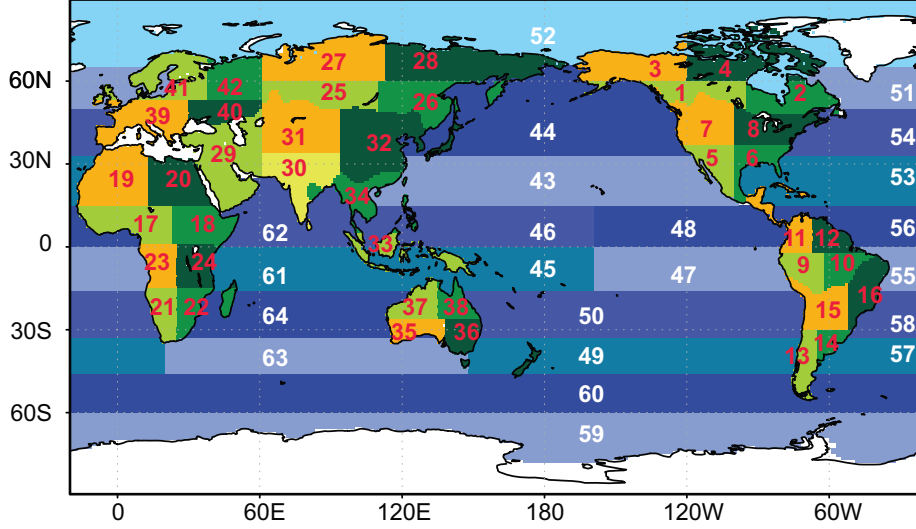 52
27 28 3 4
60N 41 42 25 26 1 2 51
39 40 44 7 8 54
31 32
30N 29 30 5 6
19 20 34 43 53
17 18 62 46 48 11 12 56
0 33
23 24 61 45 47 9 10 55
21 22 64 37 38 50 15 16 58
30S 35 36
63 49 13 14 57
60 
60S
59
0 60E 120E 180 120W 60W